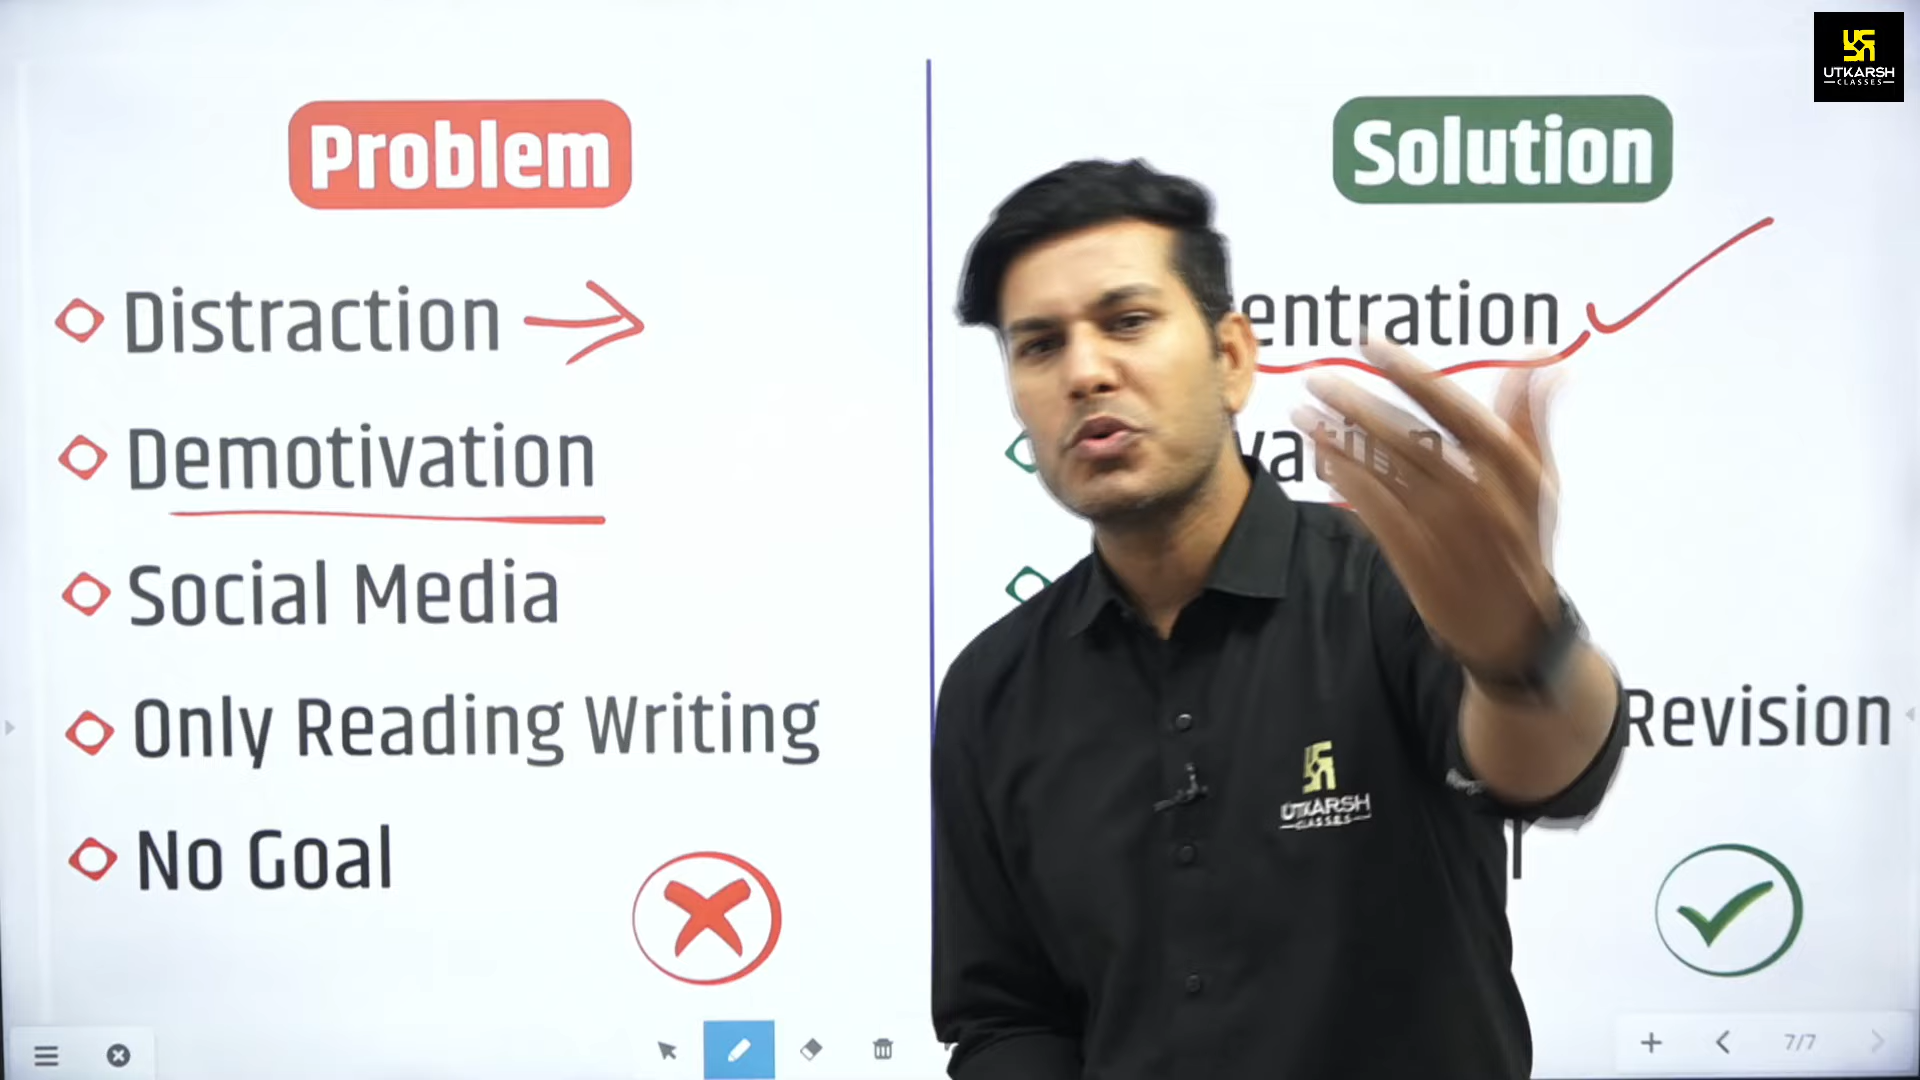 UTKARSH
CLASSES
Problem
Distraction
Demotivation
Social Media
Only Reading Writing
No Goal
Solution
entration
Revision
UTKARSH
CLASSES
7/7